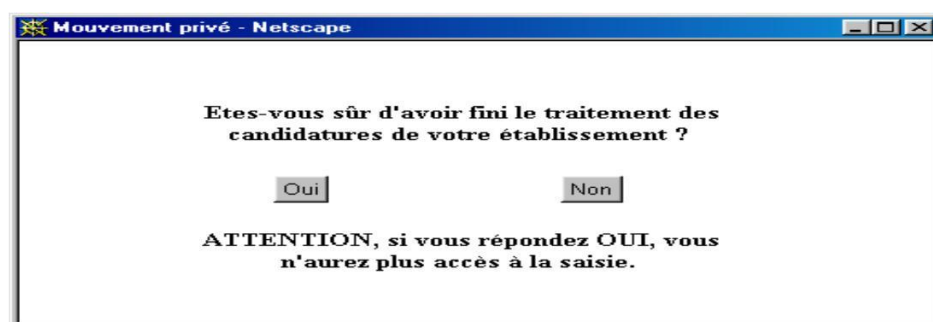 Mouvement privé - Netscape
Etes-vous sûr d'avoir fini le traitement des
candidatures de votre établissement ?
Oui
Non
ATTENTION, si vous répondez OUI, vous
n'aurez plus accès à la saisie.